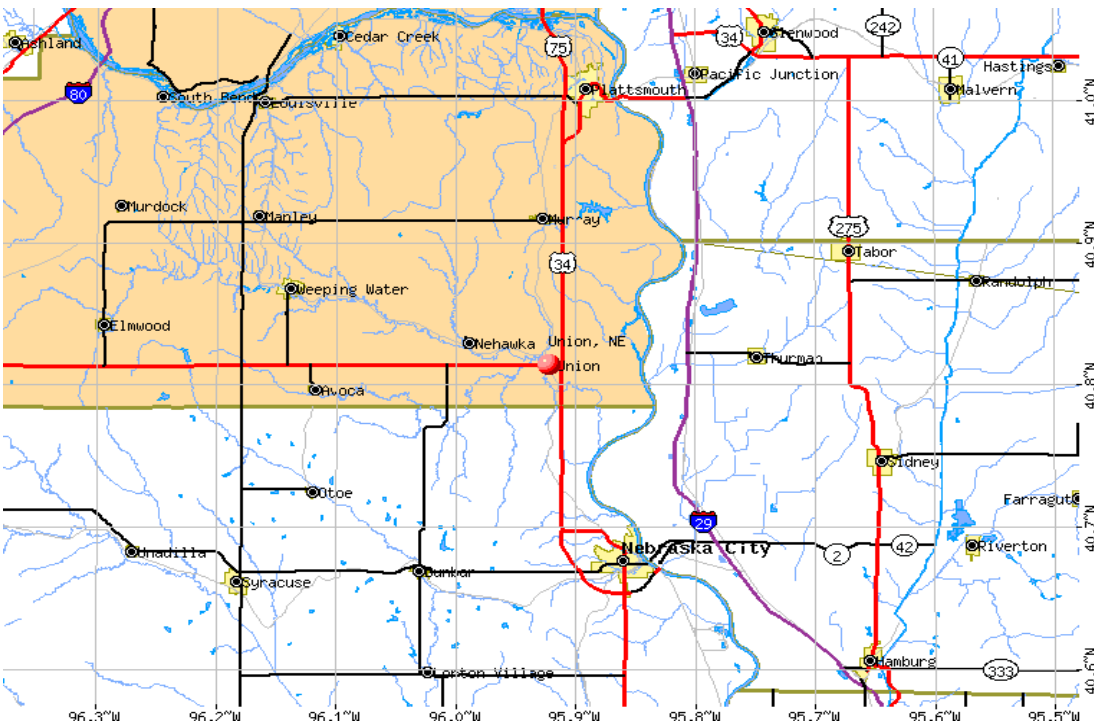 Ashland
Cedar Creek
75
34
Glenwood
242
41
Hastings
Pacific Junction
Malvern
80
South Bend
Louisville
Plattsmouth
41.0°N
Murdock
Manley
Murray
275
40.9°N
Tabor
34
Weeping Water
Randolph
Elmwood
Nehawka
Union, NE
Union
Thurman
Avoca
40.8°N
Sidney
Otoe
Farragut
29
40.7°N
Nebraska City
2
42
Riverton
Unadilla
Syracuse
Dunbar
Hamburg
Lorton Village
333
40.6°N
96.3°W
96.2°W
96.1°W
96.0°W
95.9°W
95.8°W
95.7°W
95.6°W
95.5°W